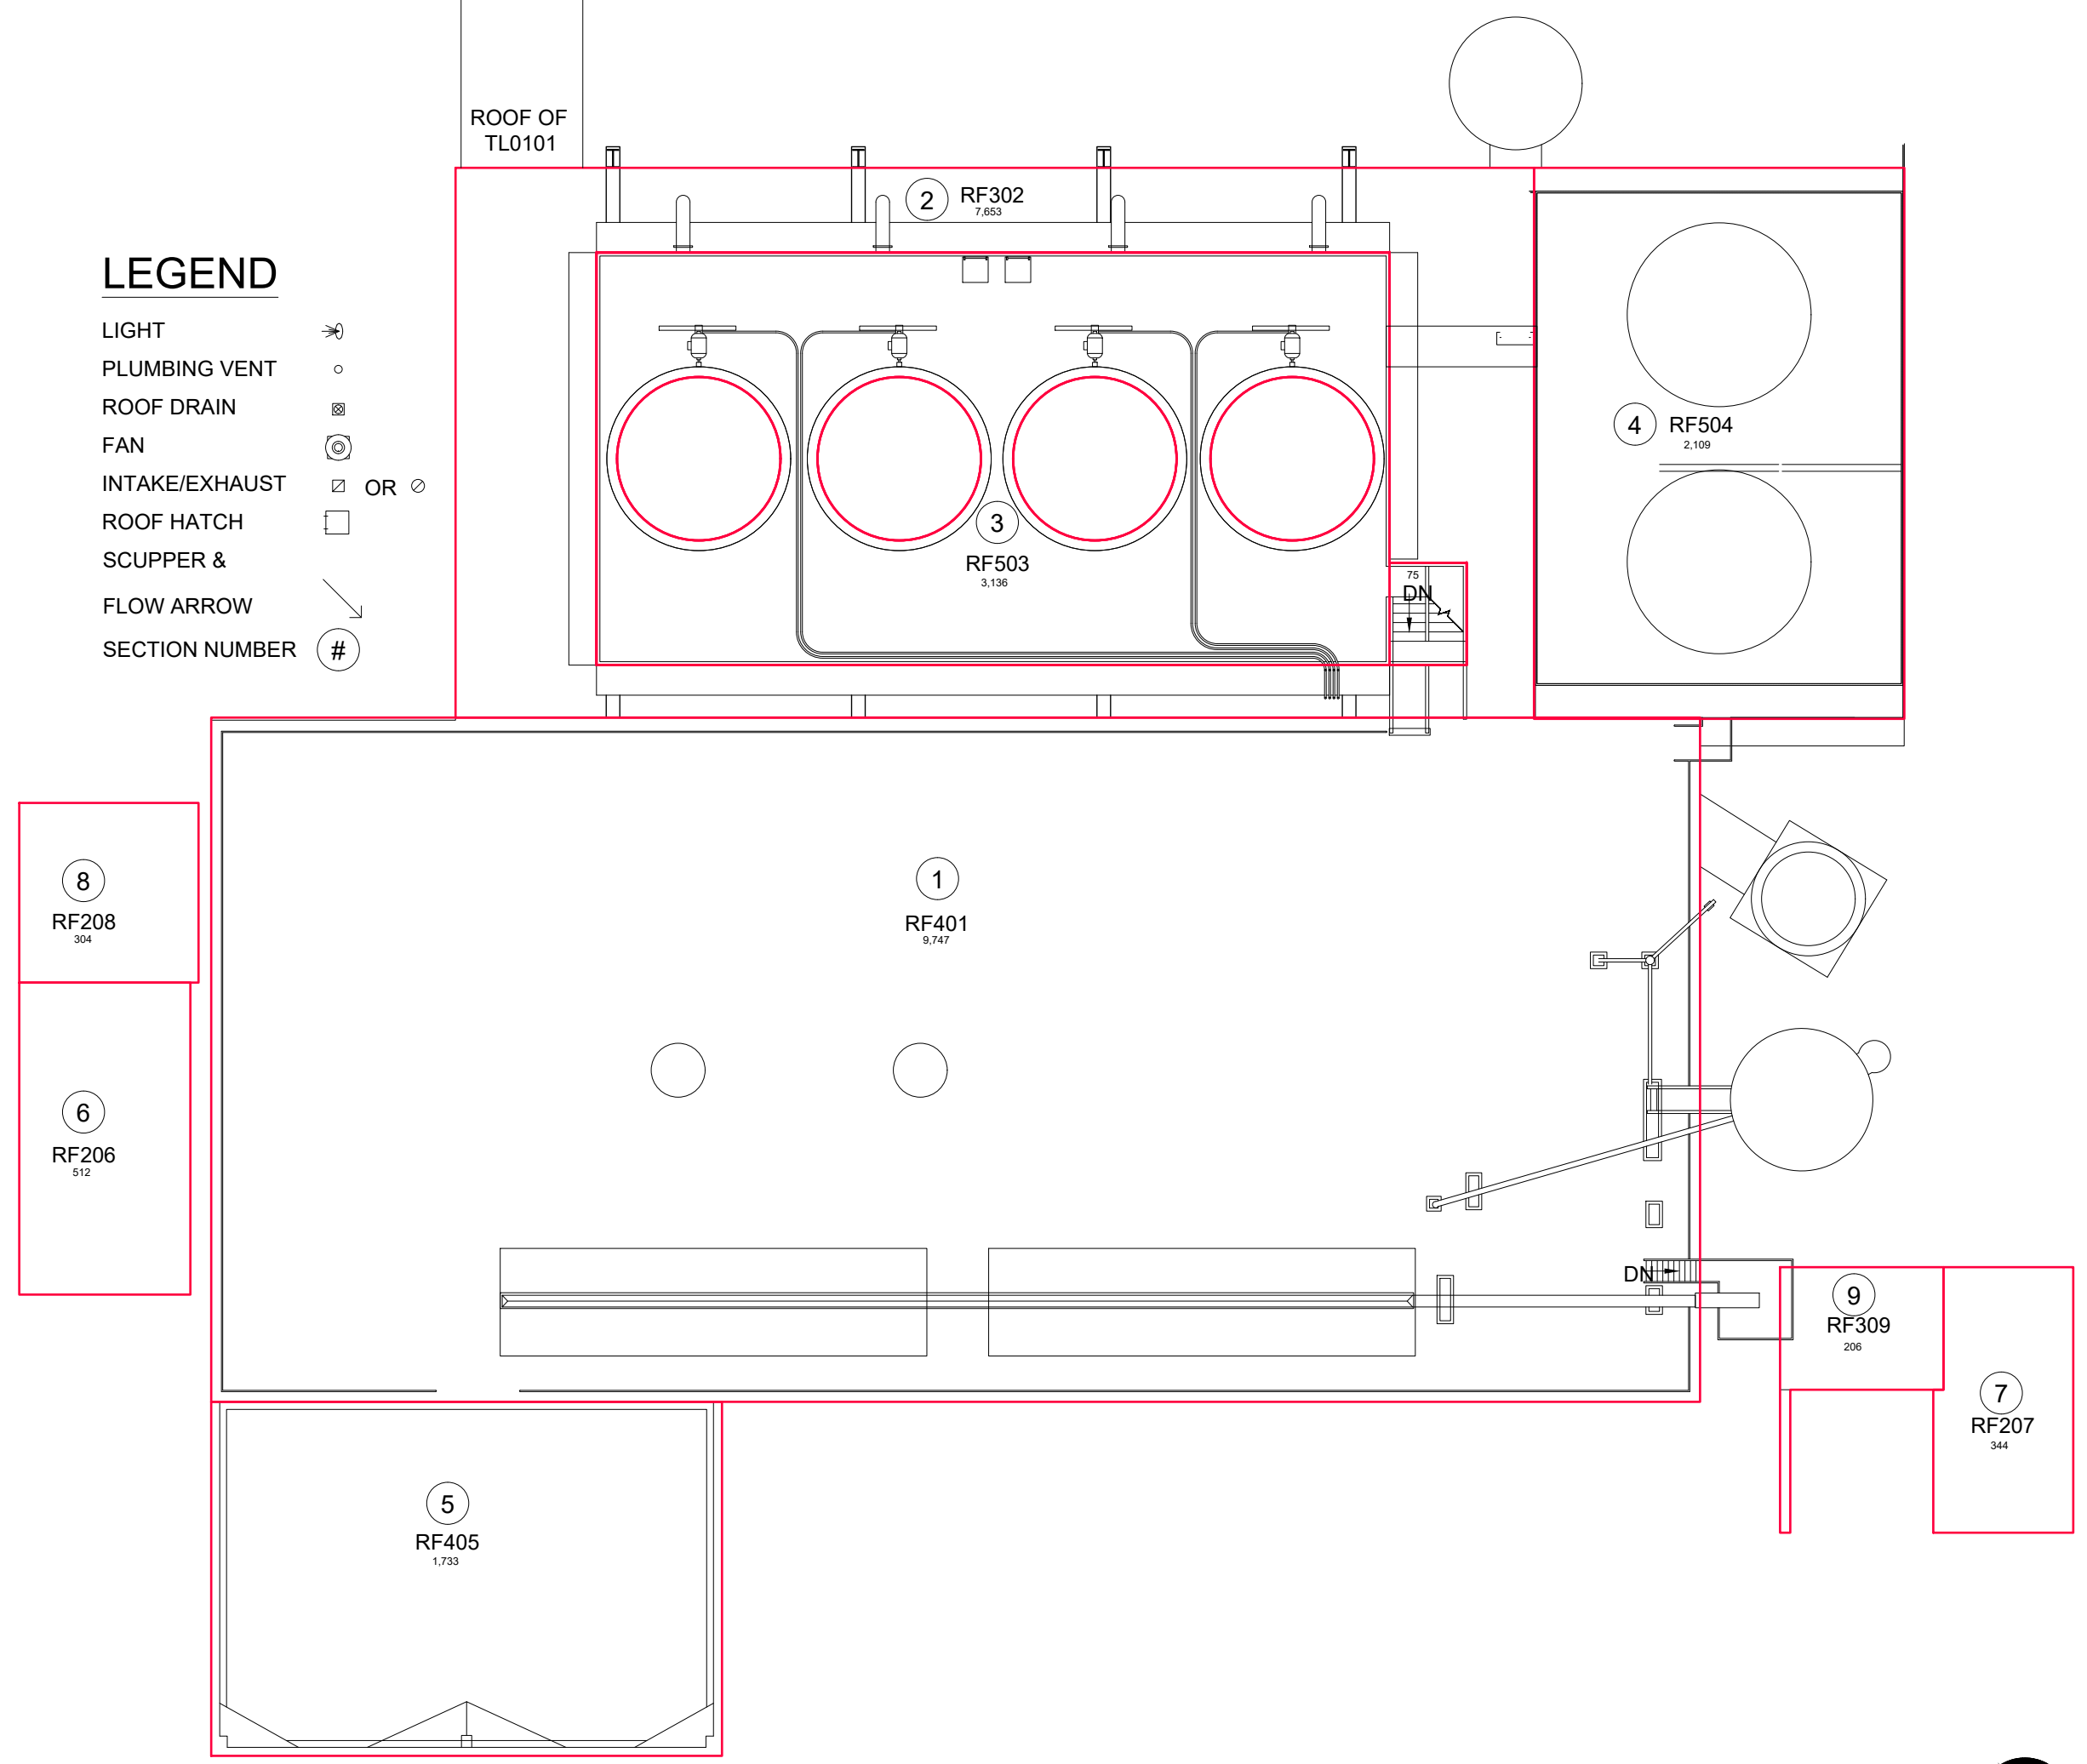 ROOF OF
TL0101
2 RF302
7,653
LEGEND
LIGHT
PLUMBING VENT
ROOF DRAIN
FAN
INTAKE/EXHAUST OR
ROOF HATCH
SCUPPER &
FLOW ARROW
SECTION NUMBER #
4 RF504
2,109
3
RF503
3,136
75
DN
8
RF208
304
1
RF401
9,747
6
RF206
512
DN
9
RF309
206
7
RF207
344
5
RF405
1,733